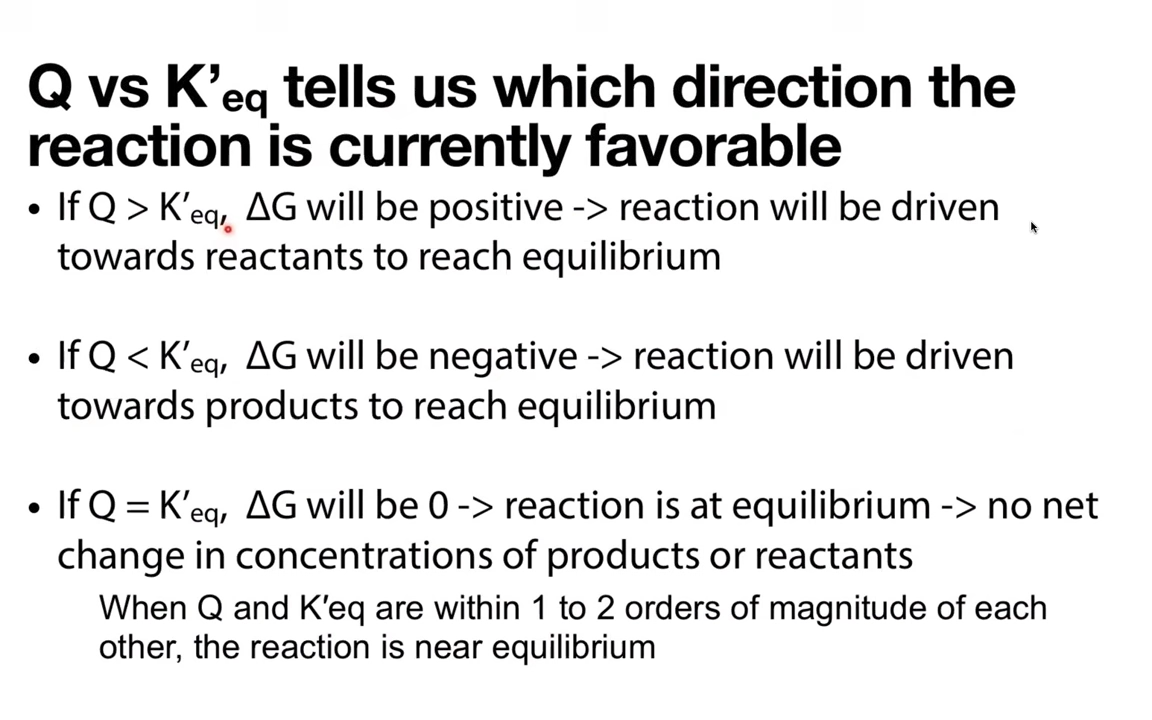 Q vs K’eq tells us which direction the
reaction is currently favorable
• If Q > K′eq, ΔG will be positive -> reaction will be driven
towards reactants to reach equilibrium
• If Q < K′eq, ΔG will be negative -> reaction will be driven
towards products to reach equilibrium
• If Q = K′eq, ΔG will be 0 -> reaction is at equilibrium -> no net
change in concentrations of products or reactants
When Q and K′eq are within 1 to 2 orders of magnitude of each
other, the reaction is near equilibrium